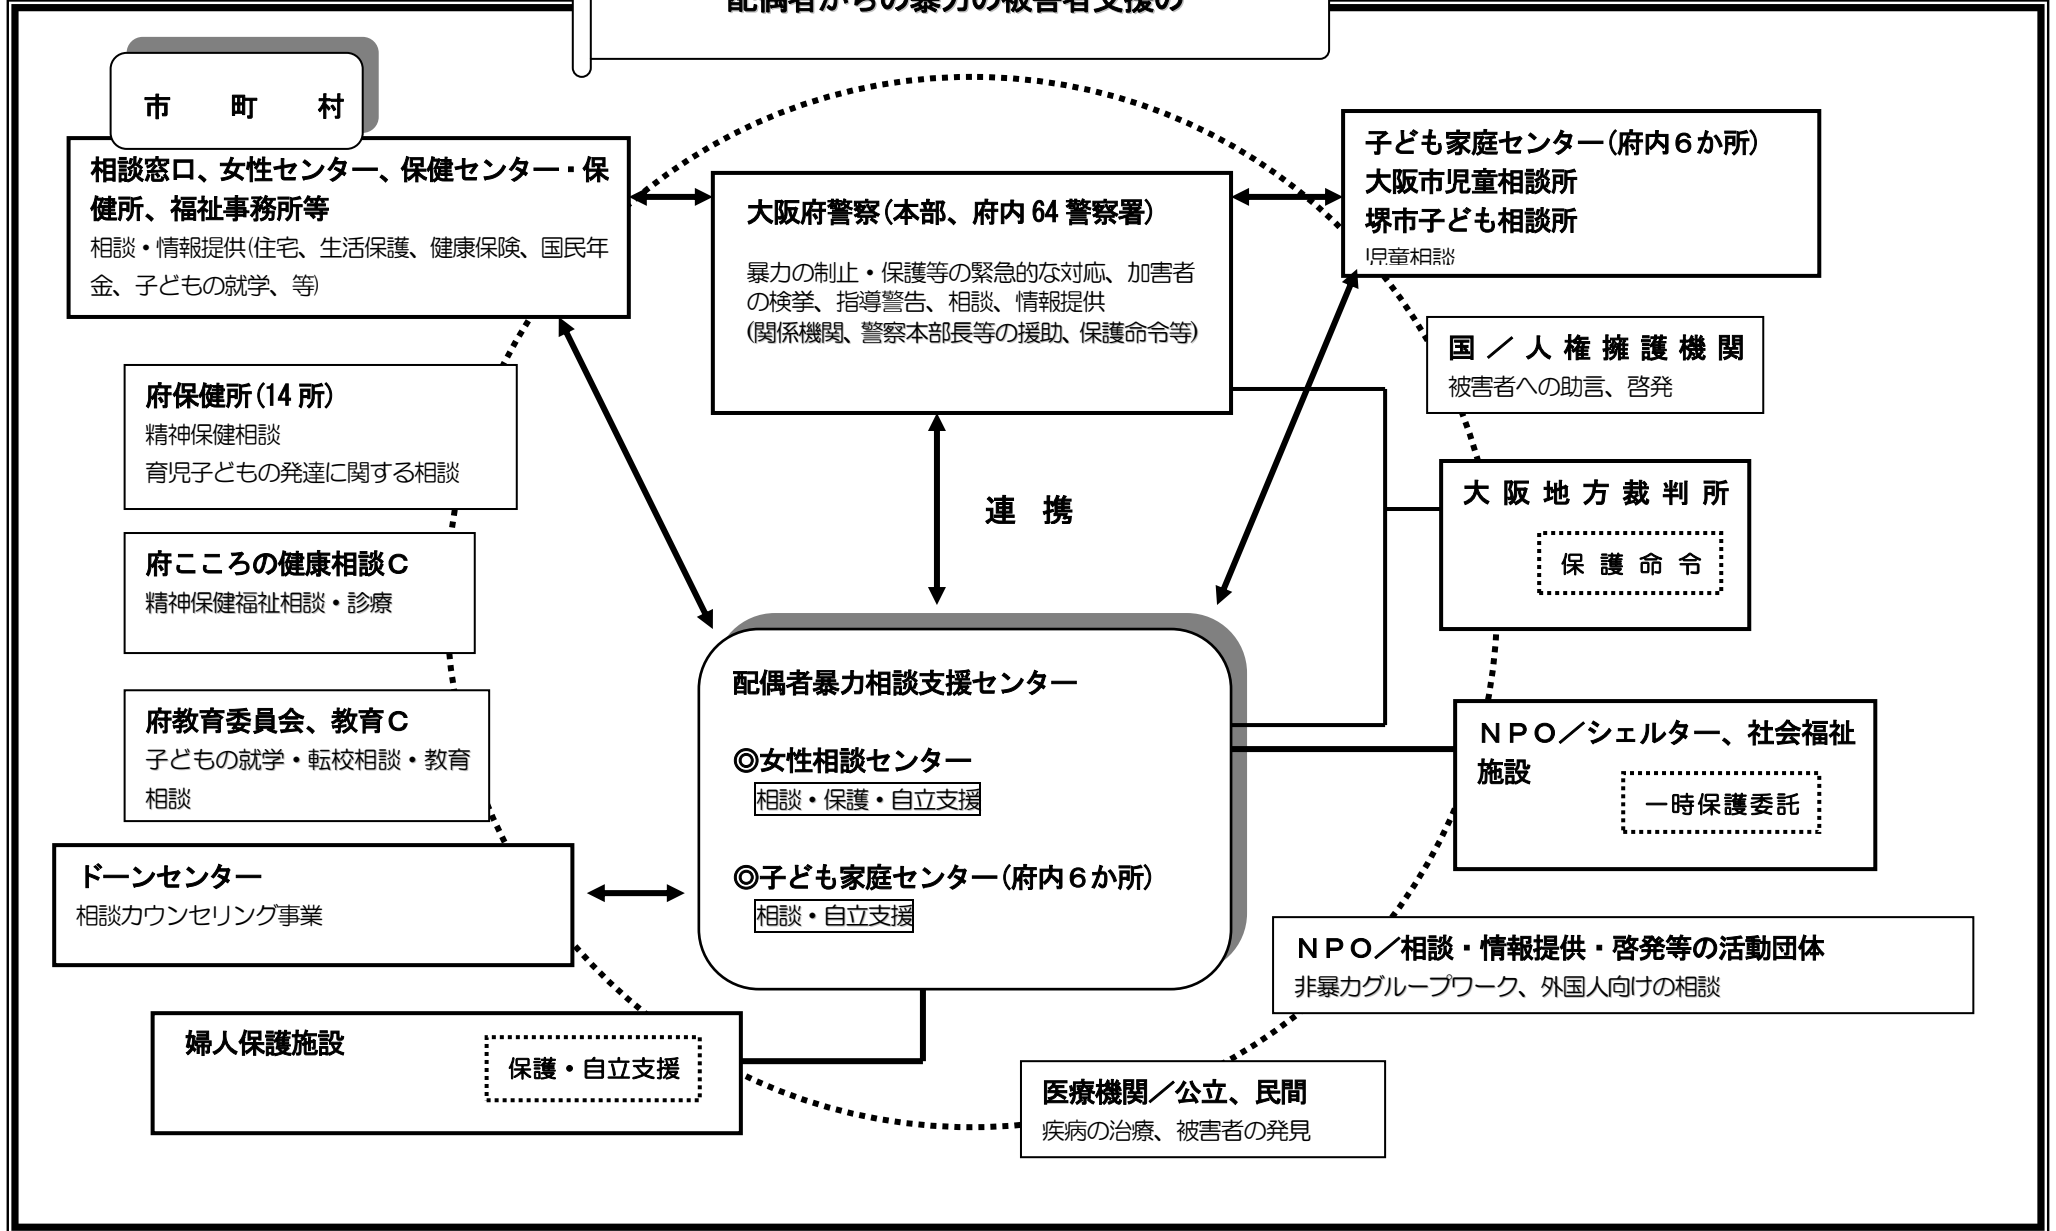 配偶者からの暴力の被害者支援の
市　町　村
相談窓口、女性センター、保健センター・保
健所、福祉事務所等
相談・情報提供(住宅、生活保護、健康保険、国民年
金、子どもの就学、等)
大阪府警察(本部、府内64警察署)
暴力の制止・保護等の緊急的な対応、加害者
の検挙、指導警告、相談、情報提供
(関係機関、警察本部長等の援助、保護命令等)
子ども家庭センター(府内６か所)
大阪市児童相談所
堺市子ども相談所
児童相談
国／人権擁護機関
被害者への助言、啓発
府保健所(14所)
精神保健相談
育児子どもの発達に関する相談
連　携
大阪地方裁判所
保護命令
府こころの健康相談Ｃ
精神保健福祉相談・診療
配偶者暴力相談支援センター
◎女性相談センター
相談・保護・自立支援
◎子ども家庭センター(府内６か所)
相談・自立支援
府教育委員会、教育Ｃ
子どもの就学・転校相談・教育
相談
ＮＰＯ／シェルター、社会福祉
施設
一時保護委託
ドーンセンター
相談カウンセリング事業
ＮＰＯ／相談・情報提供・啓発等の活動団体
非暴力グループワーク、外国人向けの相談
婦人保護施設
保護・自立支援
医療機関／公立、民間
疾病の治療、被害者の発見